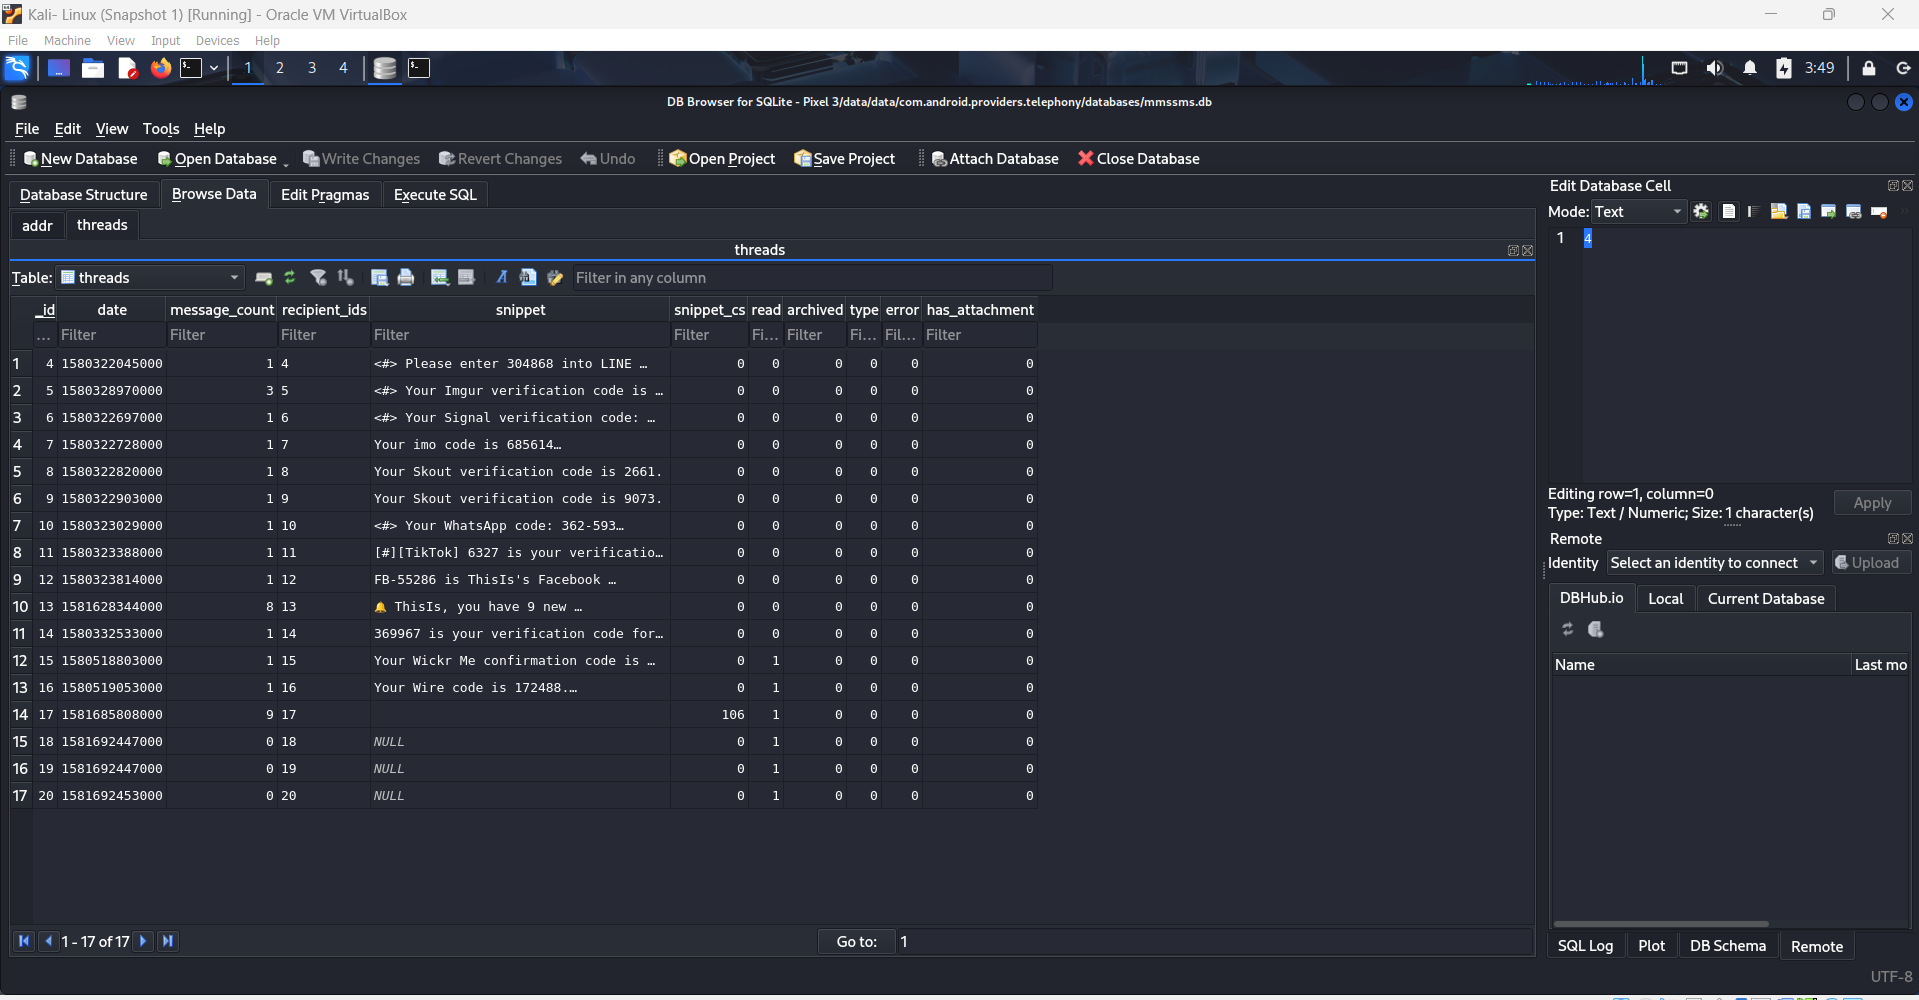 Kali- Linux (Snapshot 1) [Running] - Oracle VM VirtualBox
File Machine View Input Devices Help
1 2 3 4 3:49
DB Browser for SQLite - Pixel 3/data/data/com.android.providers.telephony/databases/mmssms.db
File Edit View Tools Help
New Database Open Database Write Changes Revert Changes Undo Open Project Save Project Attach Database Close Database
Database Structure Browse Data Edit Pragmas Execute SQL
addr threads
threads
Table: threads Filter in any column
_id date message_count recipient_ids snippet snippet_cs read archived type error has_attachment
... Filter Filter Filter Filter Filter Fi... Filter Fi... Fil... Filter
1 4 1580322045000 1 4 <#> Please enter 304868 into LINE … 0 0 0 0 0 0
2 5 1580328970000 3 5 <#> Your Imgur verification code is … 0 0 0 0 0 0
3 6 1580322697000 1 6 <#> Your Signal verification code: … 0 0 0 0 0 0
4 7 1580322728000 1 7 Your imo code is 685614… 0 0 0 0 0 0
5 8 1580322820000 1 8 Your Skout verification code is 2661. 0 0 0 0 0 0
6 9 1580322903000 1 9 Your Skout verification code is 9073. 0 0 0 0 0 0
7 10 1580323029000 1 10 <#> Your WhatsApp code: 362-593… 0 0 0 0 0 0
8 11 1580323388000 1 11 [#][TikTok] 6327 is your verificatio… 0 0 0 0 0 0
9 12 1580323814000 1 12 FB-55286 is ThisIs's Facebook … 0 0 0 0 0 0
10 13 1581628344000 8 13 🔔 ThisIs, you have 9 new … 0 0 0 0 0 0
11 14 1580332533000 1 14 369967 is your verification code for… 0 0 0 0 0 0
12 15 1580518803000 1 15 Your Wickr Me confirmation code is … 0 1 0 0 0 0
13 16 1580519053000 1 16 Your Wire code is 172488.… 0 1 0 0 0 0
14 17 1581685808000 9 17 106 1 0 0 0 0
15 18 1581692447000 0 18 NULL 0 1 0 0 0 0
16 19 1581692447000 0 19 NULL 0 1 0 0 0 0
17 20 1581692453000 0 20 NULL 0 1 0 0 0 0
1 - 17 of 17 Go to: 1
Edit Database Cell
Mode: Text
1 4
Editing row=1, column=0
Type: Text / Numeric; Size: 1 character(s)
Apply
Remote
Identity Select an identity to connect Upload
DBHub.io Local Current Database
Name Last mo
SQL Log Plot DB Schema Remote
UTF-8